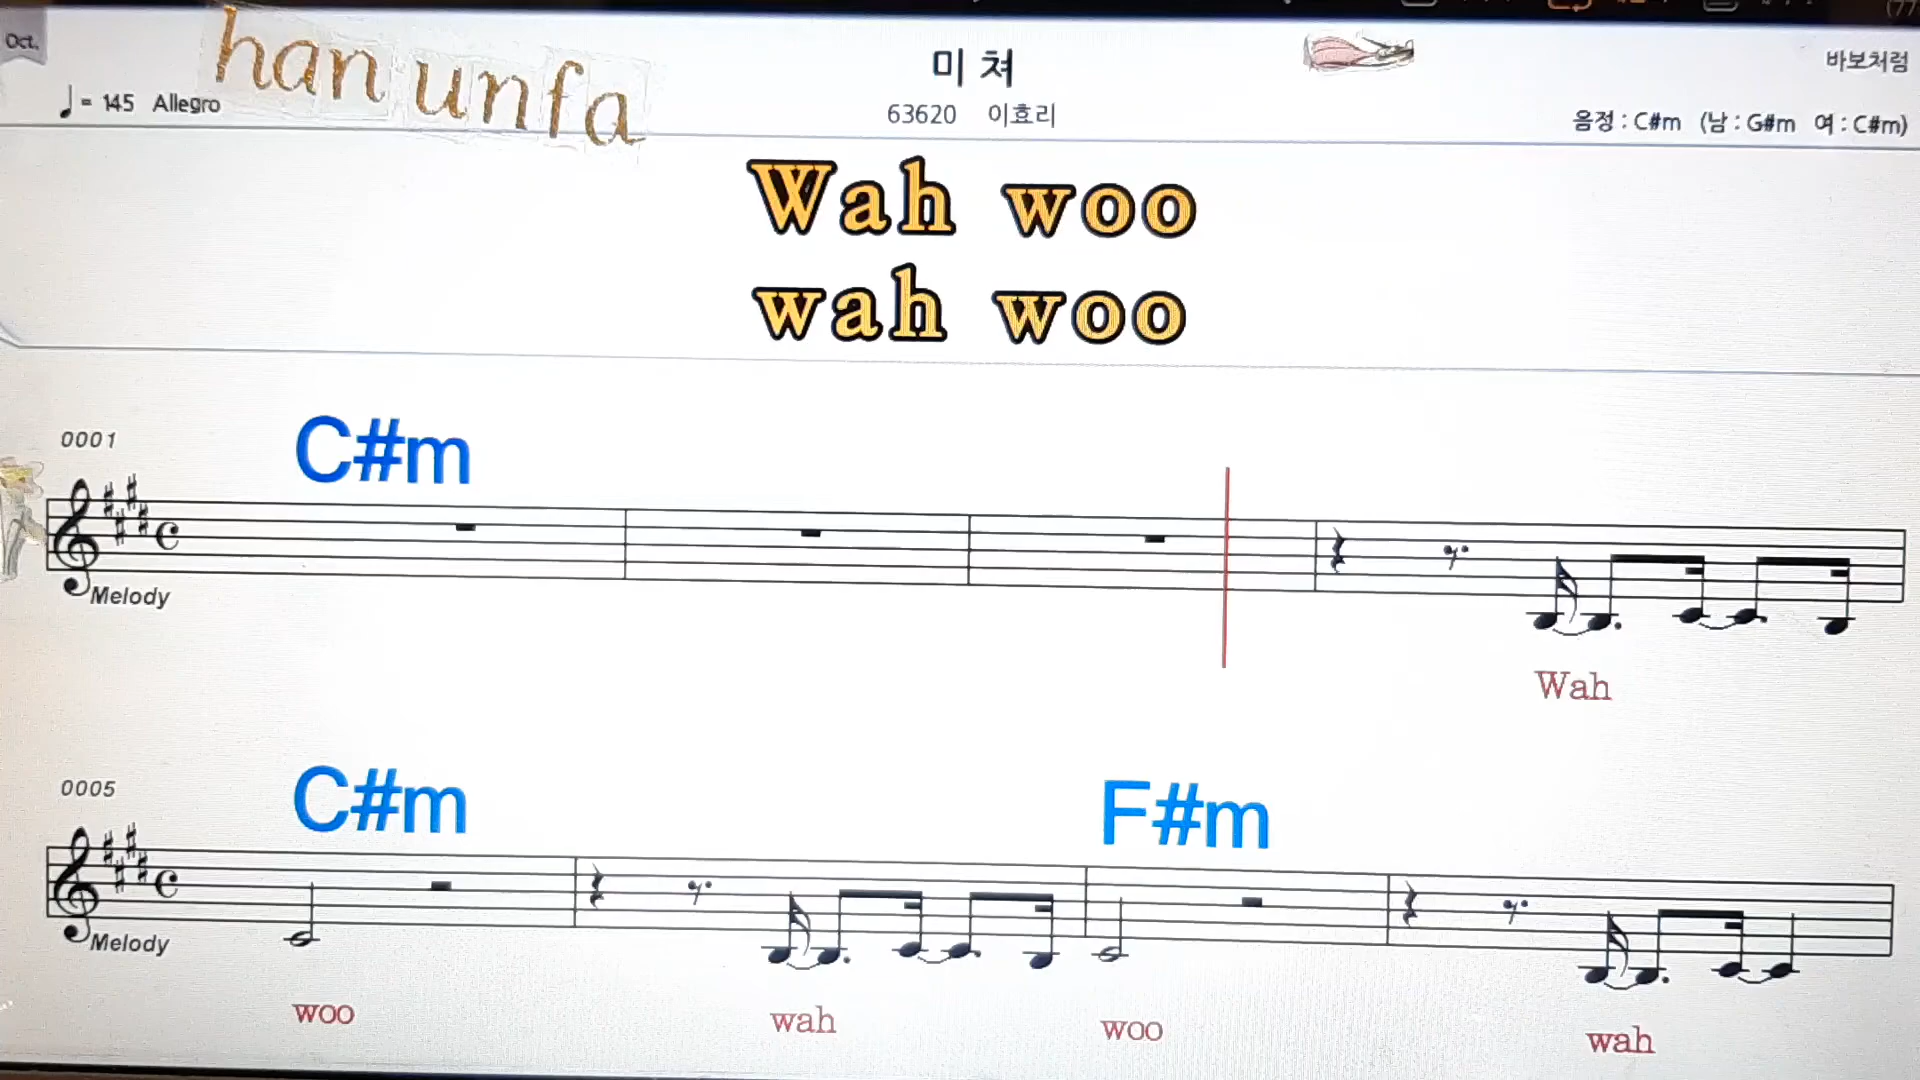 Oct.
han unfa
미 쳐
바보처럼
♩= 145 Allegro
63620 이효리
음정 : C#m (남 : G#m 여 : C#m)
Wah woo
wah woo
0001
C#m
Melody
Wah
0005
C#m F#m
Melody
woo wah woo wah